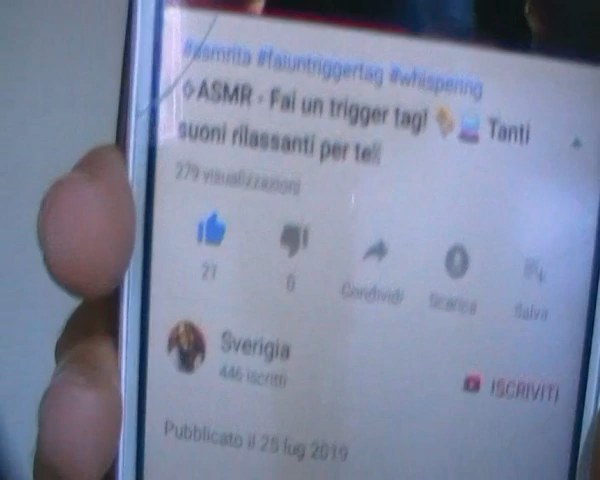 #asmrita #faiuntriggertag #whispering
◊ASMR - Fai un trigger tag! Tanti
suoni rilassanti per te!!
279 visualizzazioni
21 0 Condividi Scarica Salva
Sverigia
446 iscritti
ISCRIVITI
Pubblicato il 25 lug 2019